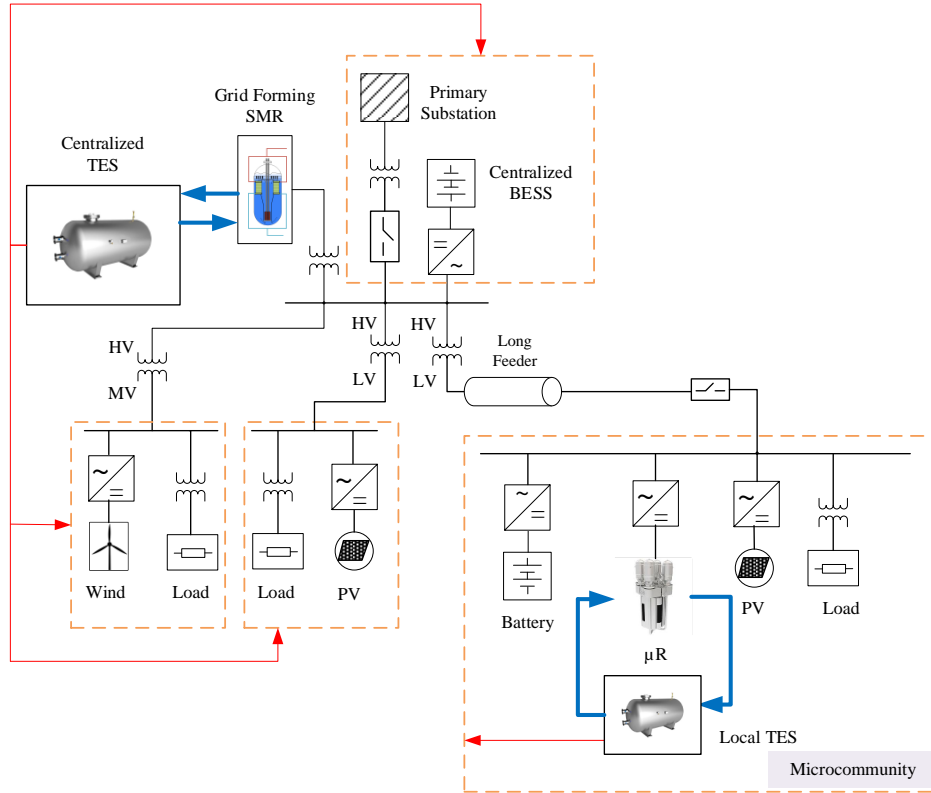 Grid Forming
SMR
Primary
Substation
Centralized
TES
Centralized
BESS
HV
MV
HV
LV
HV
LV
Long
Feeder
Wind
Load
Load
PV
Battery
µR
PV
Load
Local TES
Microcommunity